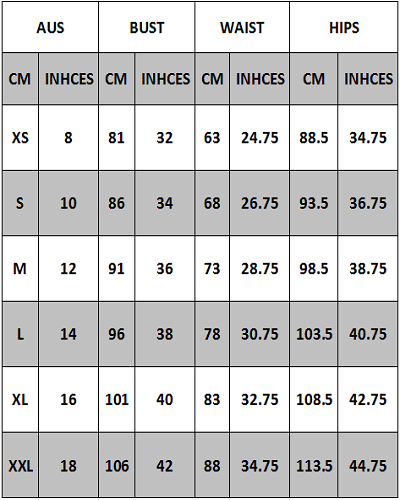 AUS BUST WAIST HIPS
CM INHCES CM INHCES CM INHCES CM INHCES
XS 8 81 32 63 24.75 88.5 34.75
S 10 86 34 68 26.75 93.5 36.75
M 12 91 36 73 28.75 98.5 38.75
L 14 96 38 78 30.75 103.5 40.75
XL 16 101 40 83 32.75 108.5 42.75
XXL 18 106 42 88 34.75 113.5 44.75